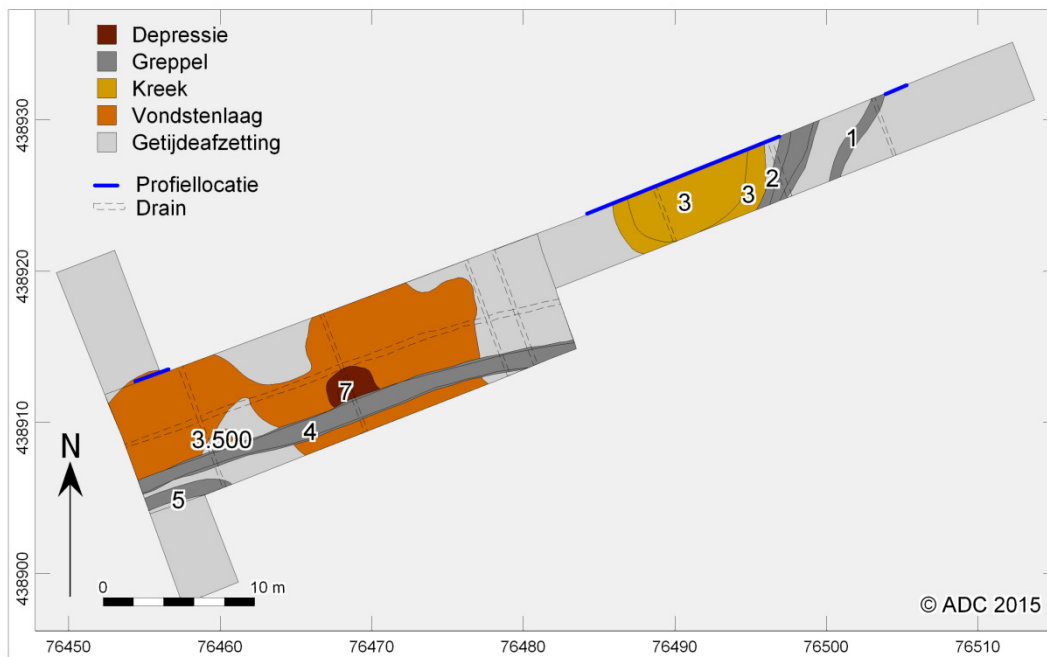 Depressie
Greppel
Kreek
Vondstenlaag
Getijdeafzetting
Profiellocatie
Drain
438930
438920
438910
438900
1
2
3
3
7
3.500
4
5
N
0 10 m
© ADC 2015
76450 76460 76470 76480 76490 76500 76510